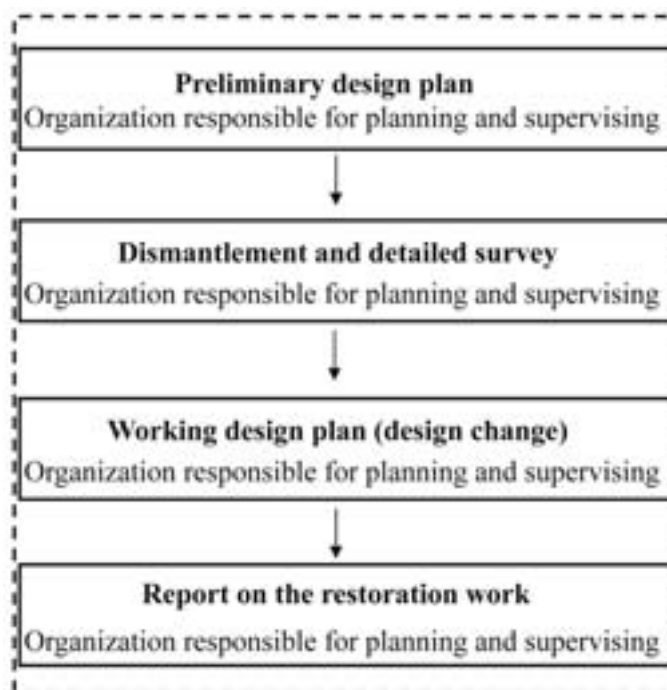 Preliminary design plan
Organization responsible for planning and supervising
Dismantlement and detailed survey
Organization responsible for planning and supervising
Working design plan (design change)
Organization responsible for planning and supervising
Report on the restoration work
Organization responsible for planning and supervising